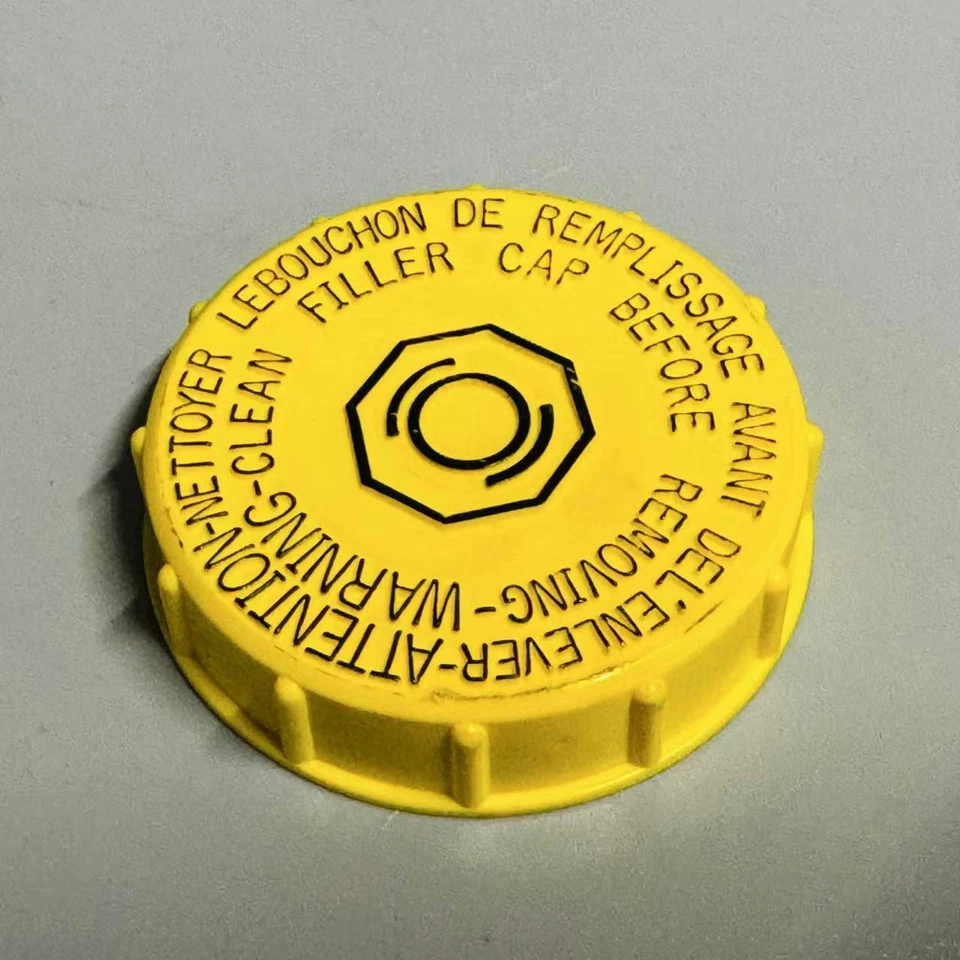 ATTENTION-NETTOYER LEBOUCHON DE REMPLISSAGE AVANT DEL'ENLEVER-
WARNING-CLEAN FILLER CAP BEFORE REMOVING-